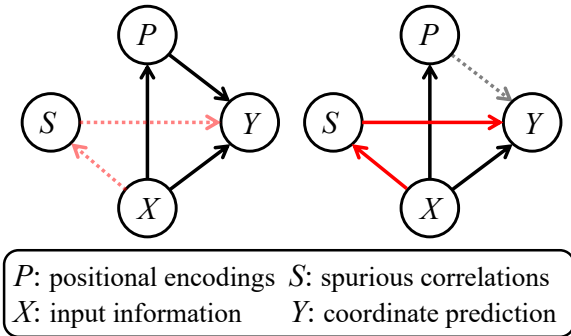 P P
S Y S Y
X X
P: positional encodings S: spurious correlations
X: input information Y: coordinate prediction